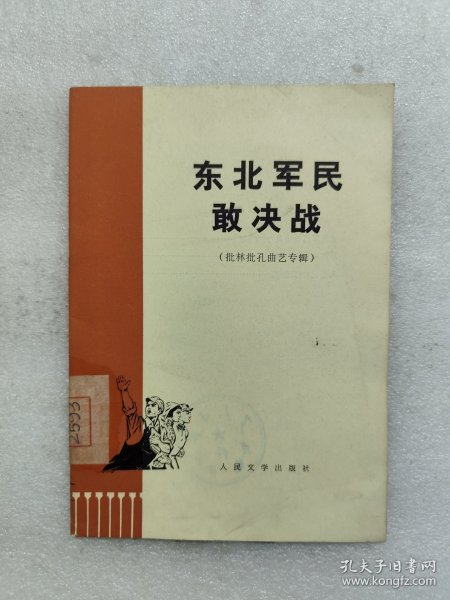 东北军民
敢决战
（批林批孔曲艺专辑）
2593
人民文学出版社
孔夫子旧书网
www.kongfz.com